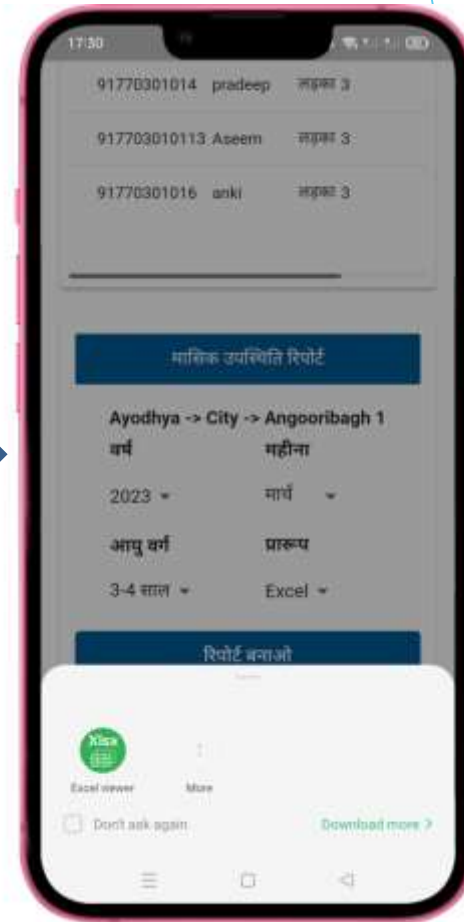 17:30
91770301014 pradeep लड़का 3
917703010113 Aseem लड़का 3
91770301016 anki लड़का 3
मासिक उपस्थिति रिपोर्ट
Ayodhya -> City -> Angooribagh 1
वर्ष महीना
2023 मार्च
आयु वर्ग प्रारूप
3-4 साल Excel
रिपोर्ट बनाओ
Xlsx
Excel viewer More
Don't ask again Download more >